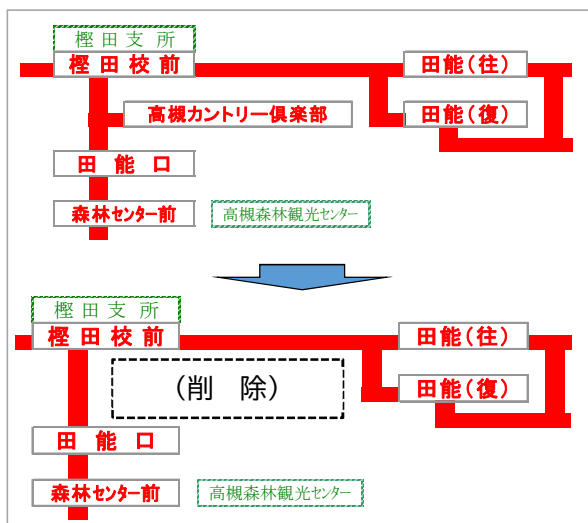 樫田支所
樫田校前
田能(往)
高槻カントリー倶楽部
田能(復)
田能口
森林センター前
高槻森林観光センター
樫田支所
樫田校前
田能(往)
(削 除)
田能(復)
田能口
森林センター前
高槻森林観光センター